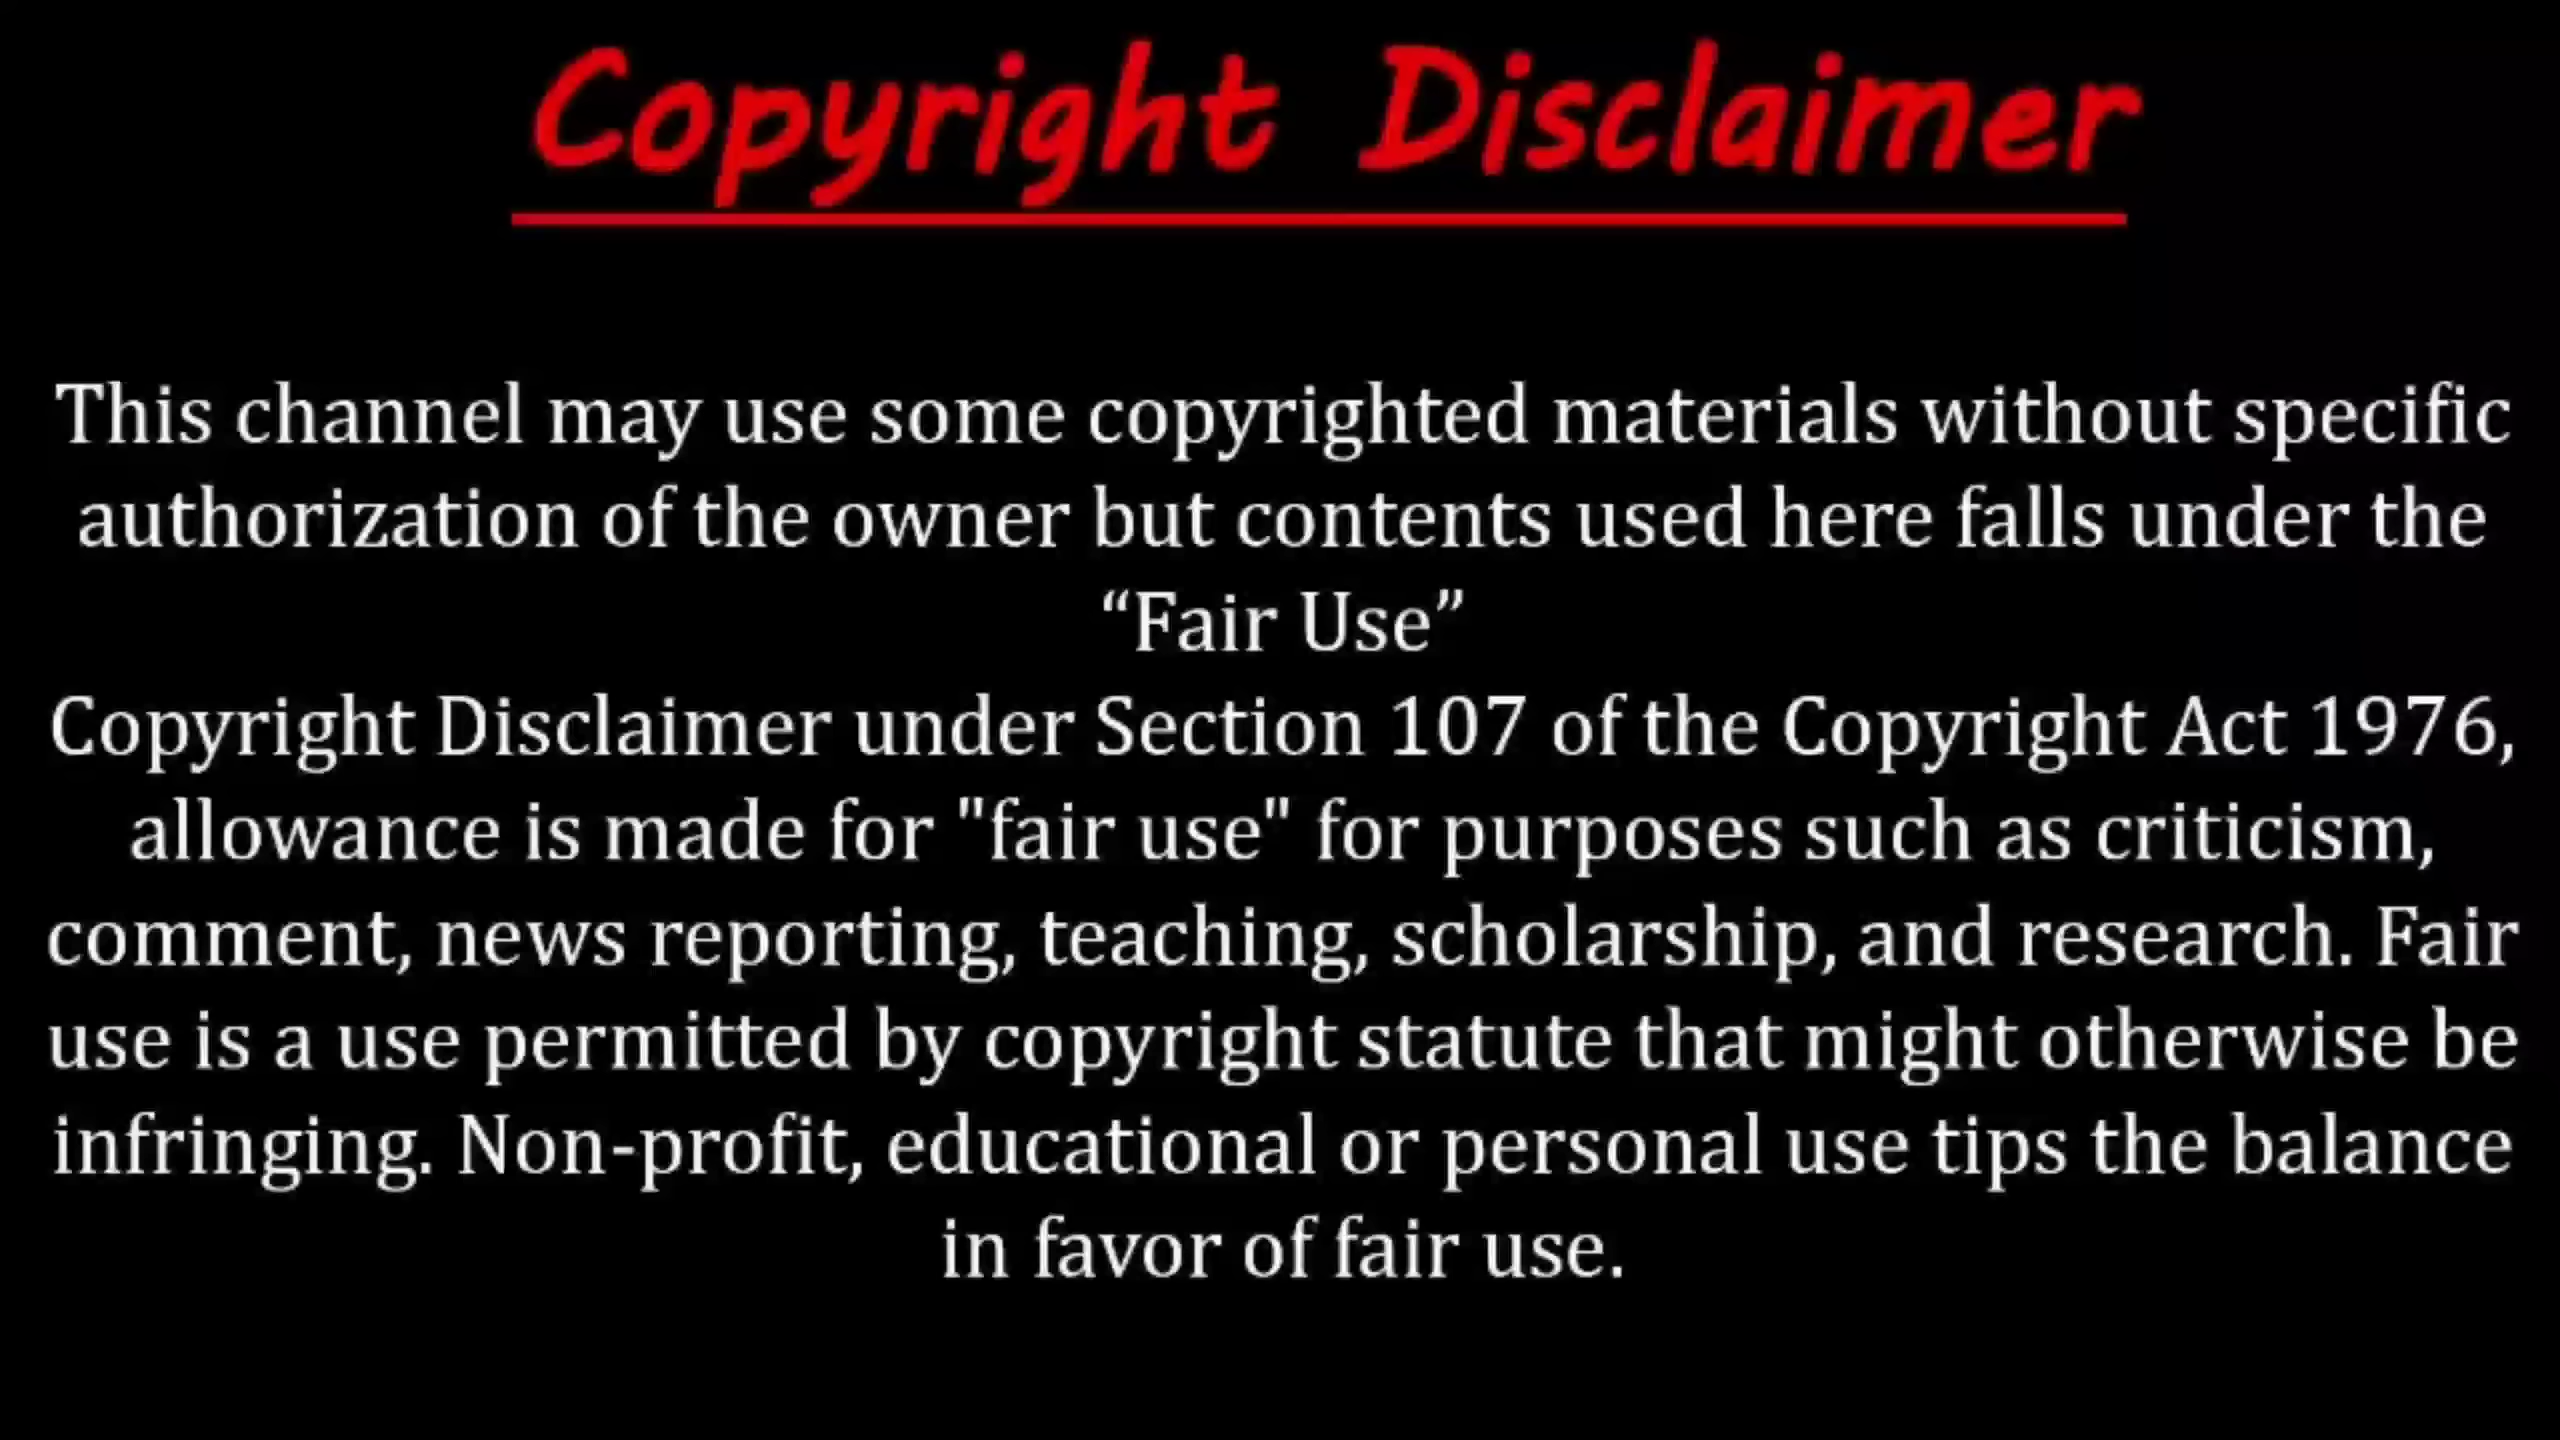 Copyright Disclaimer
This channel may use some copyrighted materials without specific
authorization of the owner but contents used here falls under the
“Fair Use”
Copyright Disclaimer under Section 107 of the Copyright Act 1976,
allowance is made for "fair use" for purposes such as criticism,
comment, news reporting, teaching, scholarship, and research. Fair
use is a use permitted by copyright statute that might otherwise be
infringing. Non-profit, educational or personal use tips the balance
in favor of fair use.